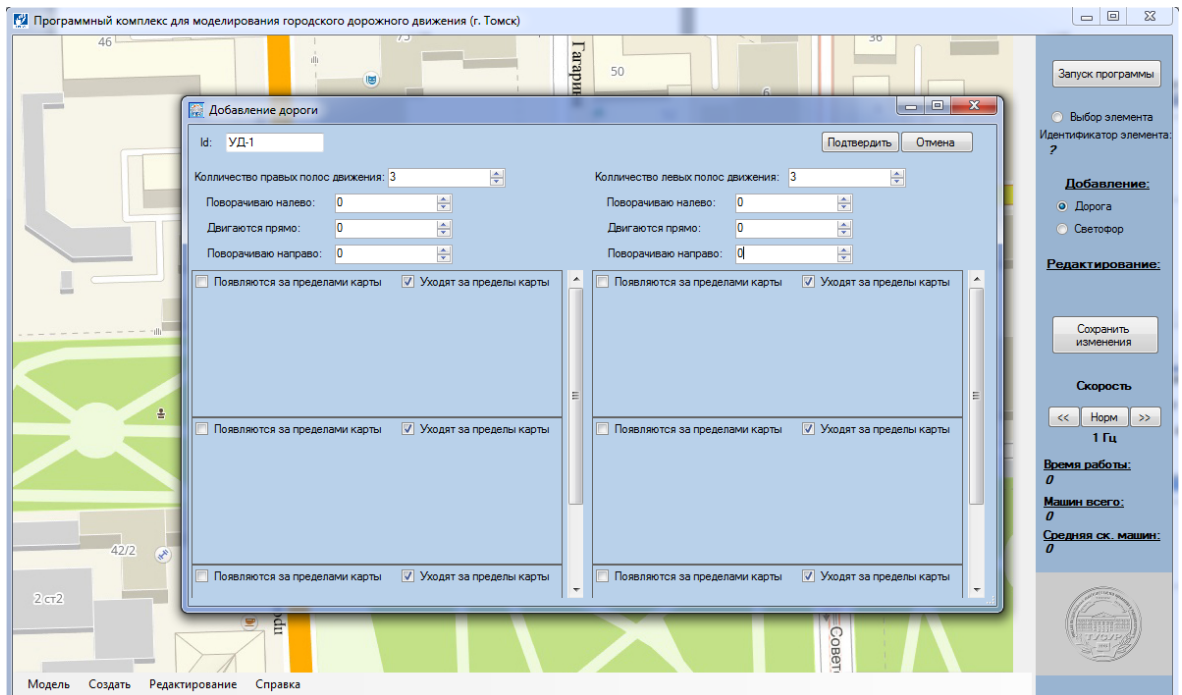 Программный комплекс для моделирования городского дорожного движения (г. Томск)
46
36
50
6
Гагарина
Добавление дороги
Id: УД-1
Подтвердить Отмена
Колличество правых полос движения: 3
Колличество левых полос движения: 3
Поворачиваю налево: 0
Поворачиваю налево: 0
Двигаются прямо: 0
Двигаются прямо: 0
Поворачиваю направо: 0
Поворачиваю направо: 0
Появляются за пределами карты Уходят за пределы карты
Появляются за пределами карты Уходят за пределы карты
Появляются за пределами карты Уходят за пределы карты
Появляются за пределами карты Уходят за пределы карты
Появляются за пределами карты Уходят за пределы карты
Появляются за пределами карты Уходят за пределы карты
42/2
2 ст2
Совет
Запуск программы
Выбор элемента
Идентификатор элемента:
?
Добавление:
Дорога
Светофор
Редактирование:
Сохранить
изменения
Скорость
<< Норм >>
1 Гц
Время работы:
0
Машин всего:
0
Средняя ск. машин:
0
ТУСУР
Модель Создать Редактирование Справка